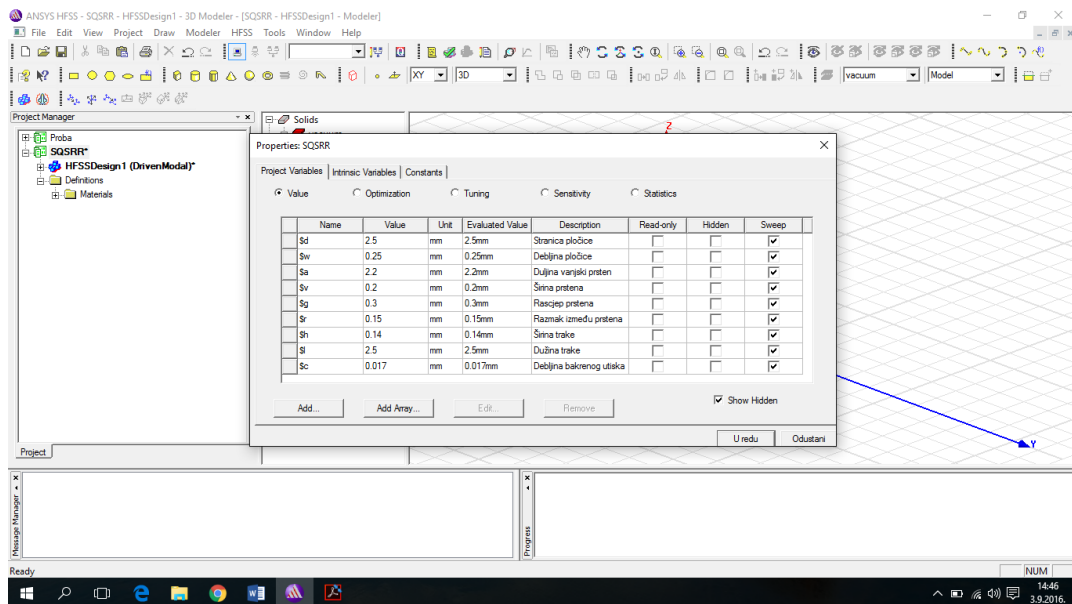 ANSYS HFSS - SQSRR - HFSSDesign1 - 3D Modeler - [SQSRR - HFSSDesign1 - Modeler]
File Edit View Project Draw Modeler HFSS Tools Window Help
XY 3D vacuum Model
Project Manager
Solids
Z
Proba
SQSRR*
HFSSDesign1 (DrivenModal)*
Definitions
Materials
Properties: SQSRR
Project Variables Intrinsic Variables Constants
Value Optimization Tuning Sensitivity Statistics
Name Value Unit Evaluated Value Description Read-only Hidden Sweep
$d 2.5 mm 2.5mm Stranica pločice
$w 0.25 mm 0.25mm Debljina pločice
$a 2.2 mm 2.2mm Duljina vanjski prsten
$v 0.2 mm 0.2mm Širina prstena
$g 0.3 mm 0.3mm Rascjep prstena
$r 0.15 mm 0.15mm Razmak između prstena
$h 0.14 mm 0.14mm Širina trake
$l 2.5 mm 2.5mm Dužina trake
$c 0.017 mm 0.017mm Debljina bakrenog utiska
Show Hidden
Add... Add Array... Edit... Remove
U redu Odustani
Y
Project
Message Manager
Progress
Ready
NUM
14:46
3.9.2016.